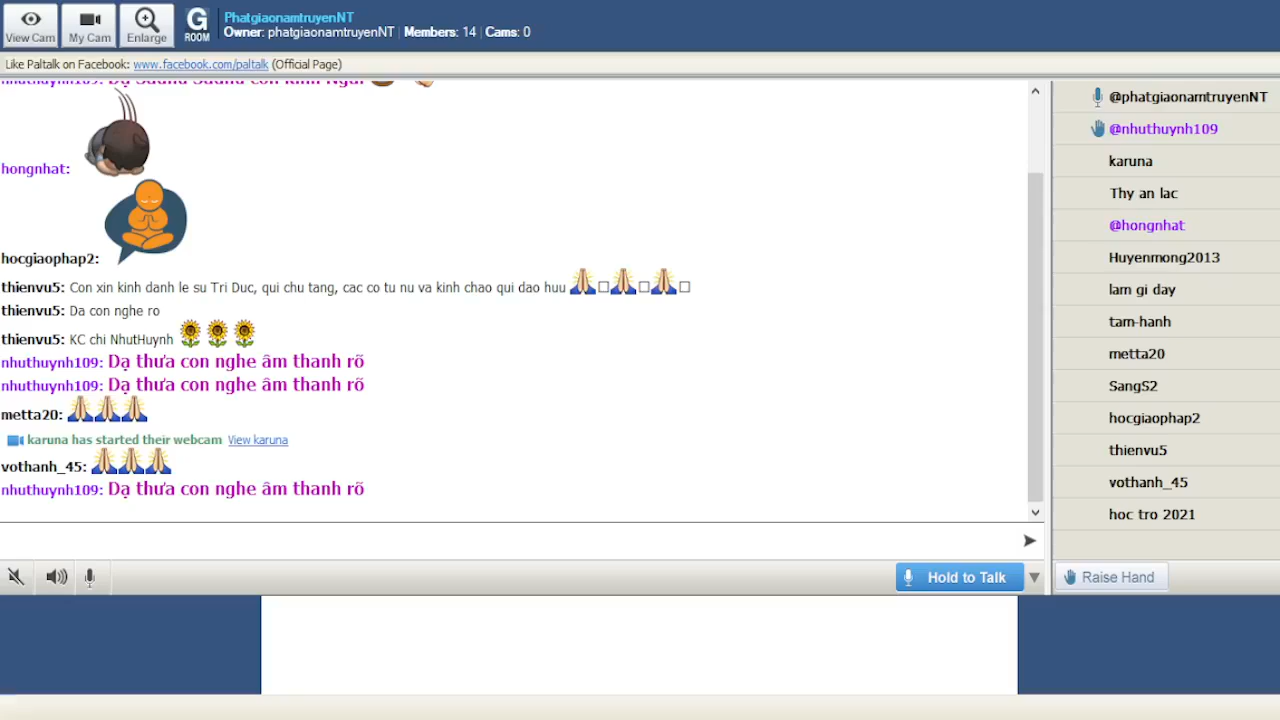 View Cam
My Cam
Enlarge
G
ROOM
PhatgiaonamtruyenNT
Owner: phatgiaonamtruyenNT | Members: 14 | Cams: 0
Like Paltalk on Facebook: www.facebook.com/paltalk (Official Page)
nhuthuynh109:
hongnhat:
hocgiaophap2:
thienvu5: Con xin kinh danh le su Tri Duc, qui chu tang, cac co tu nu va kinh chao qui dao huu
thienvu5: Da con nghe ro
thienvu5: KC chi NhutHuynh
nhuthuynh109: Dạ thưa con nghe âm thanh rõ
nhuthuynh109: Dạ thưa con nghe âm thanh rõ
metta20:
karuna has started their webcam View karuna
vothanh_45:
nhuthuynh109: Dạ thưa con nghe âm thanh rõ
Hold to Talk
@phatgiaonamtruyenNT
@nhuthuynh109
karuna
Thy an lac
@hongnhat
Huyenmong2013
lam gi day
tam-hanh
metta20
SangS2
hocgiaophap2
thienvu5
vothanh_45
hoc tro 2021
Raise Hand